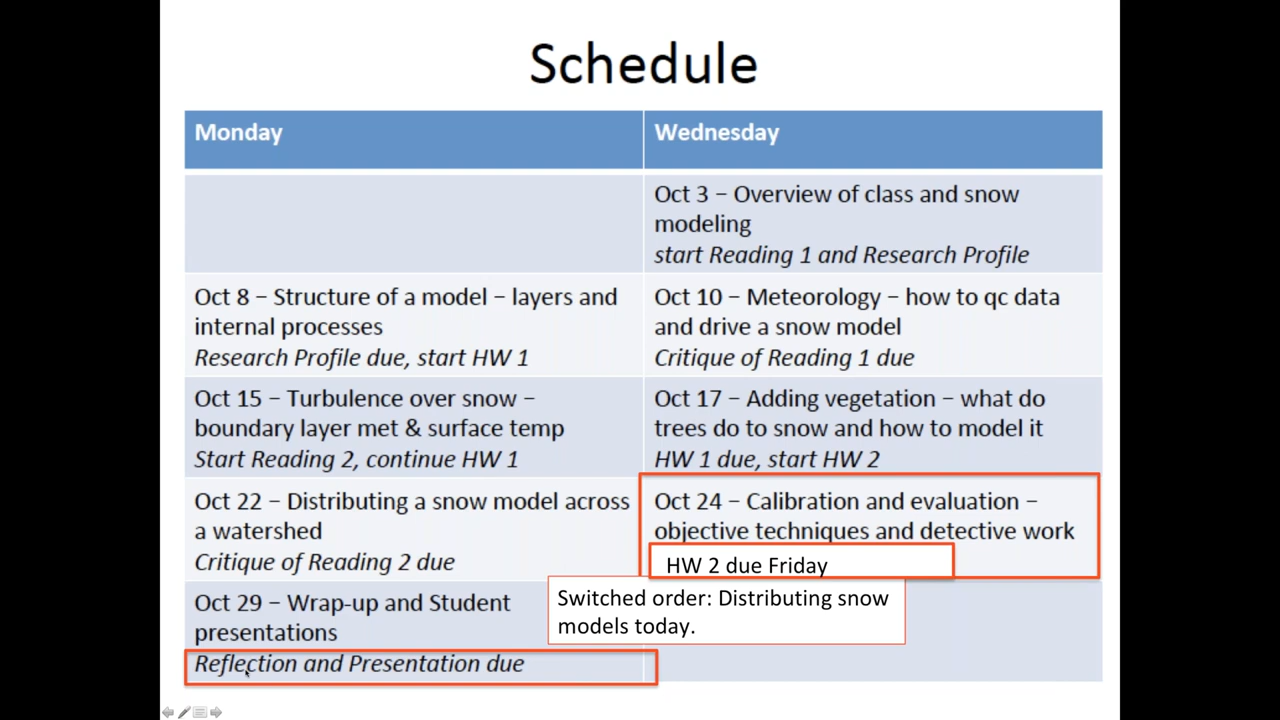 Schedule
Monday
Wednesday
Oct 3 – Overview of class and snow
modeling
start Reading 1 and Research Profile
Oct 8 – Structure of a model – layers and
internal processes
Research Profile due, start HW 1
Oct 10 – Meteorology – how to qc data
and drive a snow model
Critique of Reading 1 due
Oct 15 – Turbulence over snow –
boundary layer met & surface temp
Start Reading 2, continue HW 1
Oct 17 – Adding vegetation – what do
trees do to snow and how to model it
HW 1 due, start HW 2
Oct 22 – Distributing a snow model across
a watershed
Critique of Reading 2 due
Oct 24 – Calibration and evaluation –
objective techniques and detective work
HW 2 due Friday
Switched order: Distributing snow
models today.
Oct 29 – Wrap-up and Student
presentations
Reflection and Presentation due